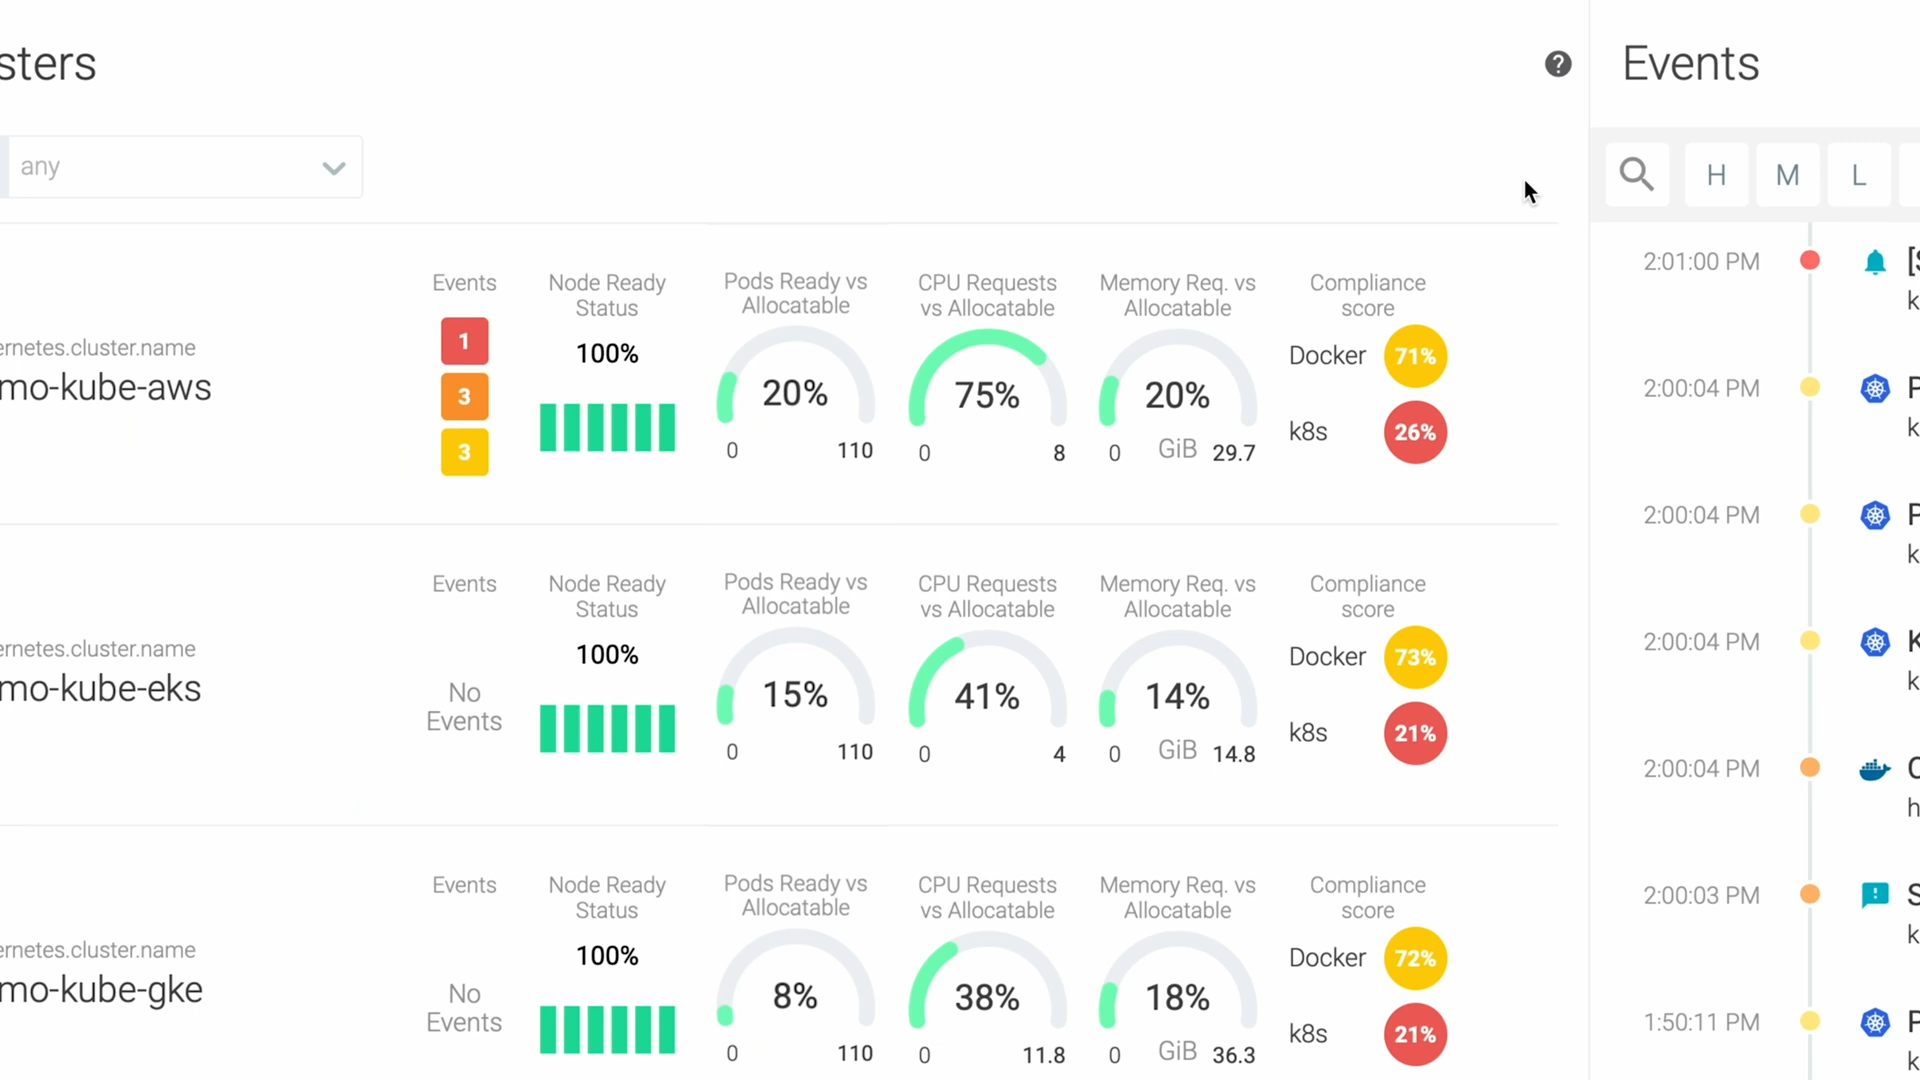 sters
?
Events
any
H M L
Events
Node Ready
Status
Pods Ready vs
Allocatable
CPU Requests
vs Allocatable
Memory Req. vs
Allocatable
Compliance
score
ernetes.cluster.name
mo-kube-aws
1
3
3
100%
20%
0 110
75%
0 8
20%
0 GiB 29.7
Docker 71%
k8s 26%
Events
Node Ready
Status
Pods Ready vs
Allocatable
CPU Requests
vs Allocatable
Memory Req. vs
Allocatable
Compliance
score
ernetes.cluster.name
mo-kube-eks
No
Events
100%
15%
0 110
41%
0 4
14%
0 GiB 14.8
Docker 73%
k8s 21%
Events
Node Ready
Status
Pods Ready vs
Allocatable
CPU Requests
vs Allocatable
Memory Req. vs
Allocatable
Compliance
score
ernetes.cluster.name
mo-kube-gke
No
Events
100%
8%
0 110
38%
0 11.8
18%
0 GiB 36.3
Docker 72%
k8s 21%
2:01:00 PM
k
2:00:04 PM P
k
2:00:04 PM P
k
2:00:04 PM K
k
2:00:04 PM
h
2:00:03 PM S
k
1:50:11 PM P
k